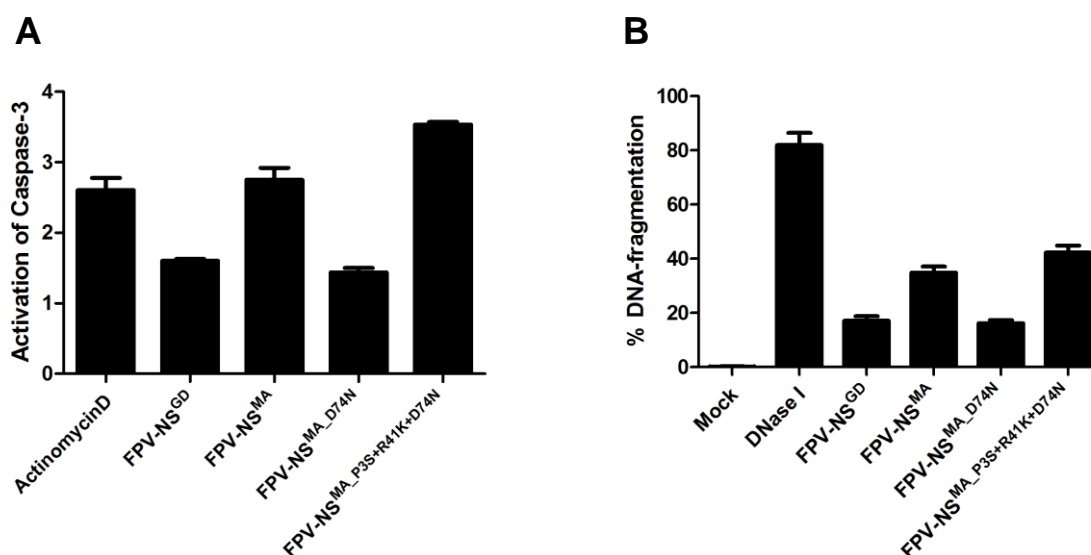 A
Activation of Caspase-3
4
3
2
1
0
ActinomycinD
FPV-NS^GD
FPV-NS^MA
FPV-NS^MA_D74N
FPV-NS^MA_P3S+R41K+D74N
B
% DNA-fragmentation
100
80
60
40
20
0
Mock
DNase I
FPV-NS^GD
FPV-NS^MA
FPV-NS^MA_D74N
FPV-NS^MA_P3S+R41K+D74N